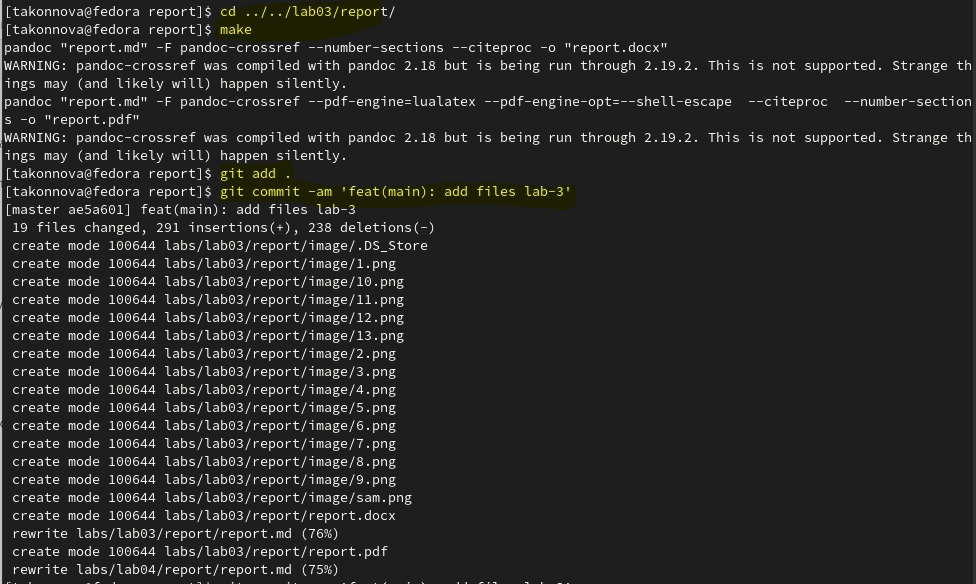 [takonnova@fedora report]$ cd ../../lab03/report/
[takonnova@fedora report]$ make
pandoc "report.md" -F pandoc-crossref --number-sections --citeproc -o "report.docx"
WARNING: pandoc-crossref was compiled with pandoc 2.18 but is being run through 2.19.2. This is not supported. Strange th
ings may (and likely will) happen silently.
pandoc "report.md" -F pandoc-crossref --pdf-engine=lualatex --pdf-engine-opt=--shell-escape  --citeproc  --number-section
s -o "report.pdf"
WARNING: pandoc-crossref was compiled with pandoc 2.18 but is being run through 2.19.2. This is not supported. Strange th
ings may (and likely will) happen silently.
[takonnova@fedora report]$ git add .
[takonnova@fedora report]$ git commit -am 'feat(main): add files lab-3'
[master ae5a601] feat(main): add files lab-3
 19 files changed, 291 insertions(+), 238 deletions(-)
 create mode 100644 labs/lab03/report/image/.DS_Store
 create mode 100644 labs/lab03/report/image/1.png
 create mode 100644 labs/lab03/report/image/10.png
 create mode 100644 labs/lab03/report/image/11.png
 create mode 100644 labs/lab03/report/image/12.png
 create mode 100644 labs/lab03/report/image/13.png
 create mode 100644 labs/lab03/report/image/2.png
 create mode 100644 labs/lab03/report/image/3.png
 create mode 100644 labs/lab03/report/image/4.png
 create mode 100644 labs/lab03/report/image/5.png
 create mode 100644 labs/lab03/report/image/6.png
 create mode 100644 labs/lab03/report/image/7.png
 create mode 100644 labs/lab03/report/image/8.png
 create mode 100644 labs/lab03/report/image/9.png
 create mode 100644 labs/lab03/report/image/sam.png
 create mode 100644 labs/lab03/report/report.docx
 rewrite labs/lab03/report/report.md (76%)
 create mode 100644 labs/lab03/report/report.pdf
 rewrite labs/lab04/report/report.md (75%)